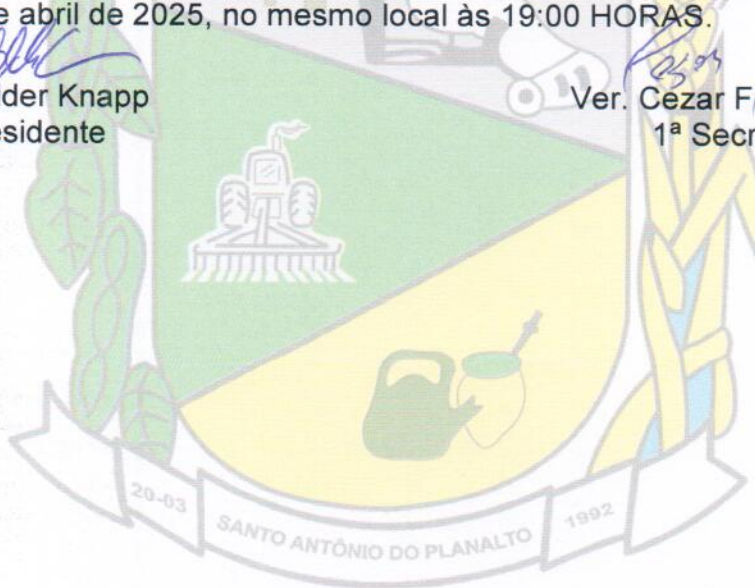 e abril de 2025, no mesmo local às 19:00 HORAS.
lder Knapp
Ver. Cezar F
esidente
1ª Secr
20-03
SANTO ANTÔNIO DO PLANALTO
1992